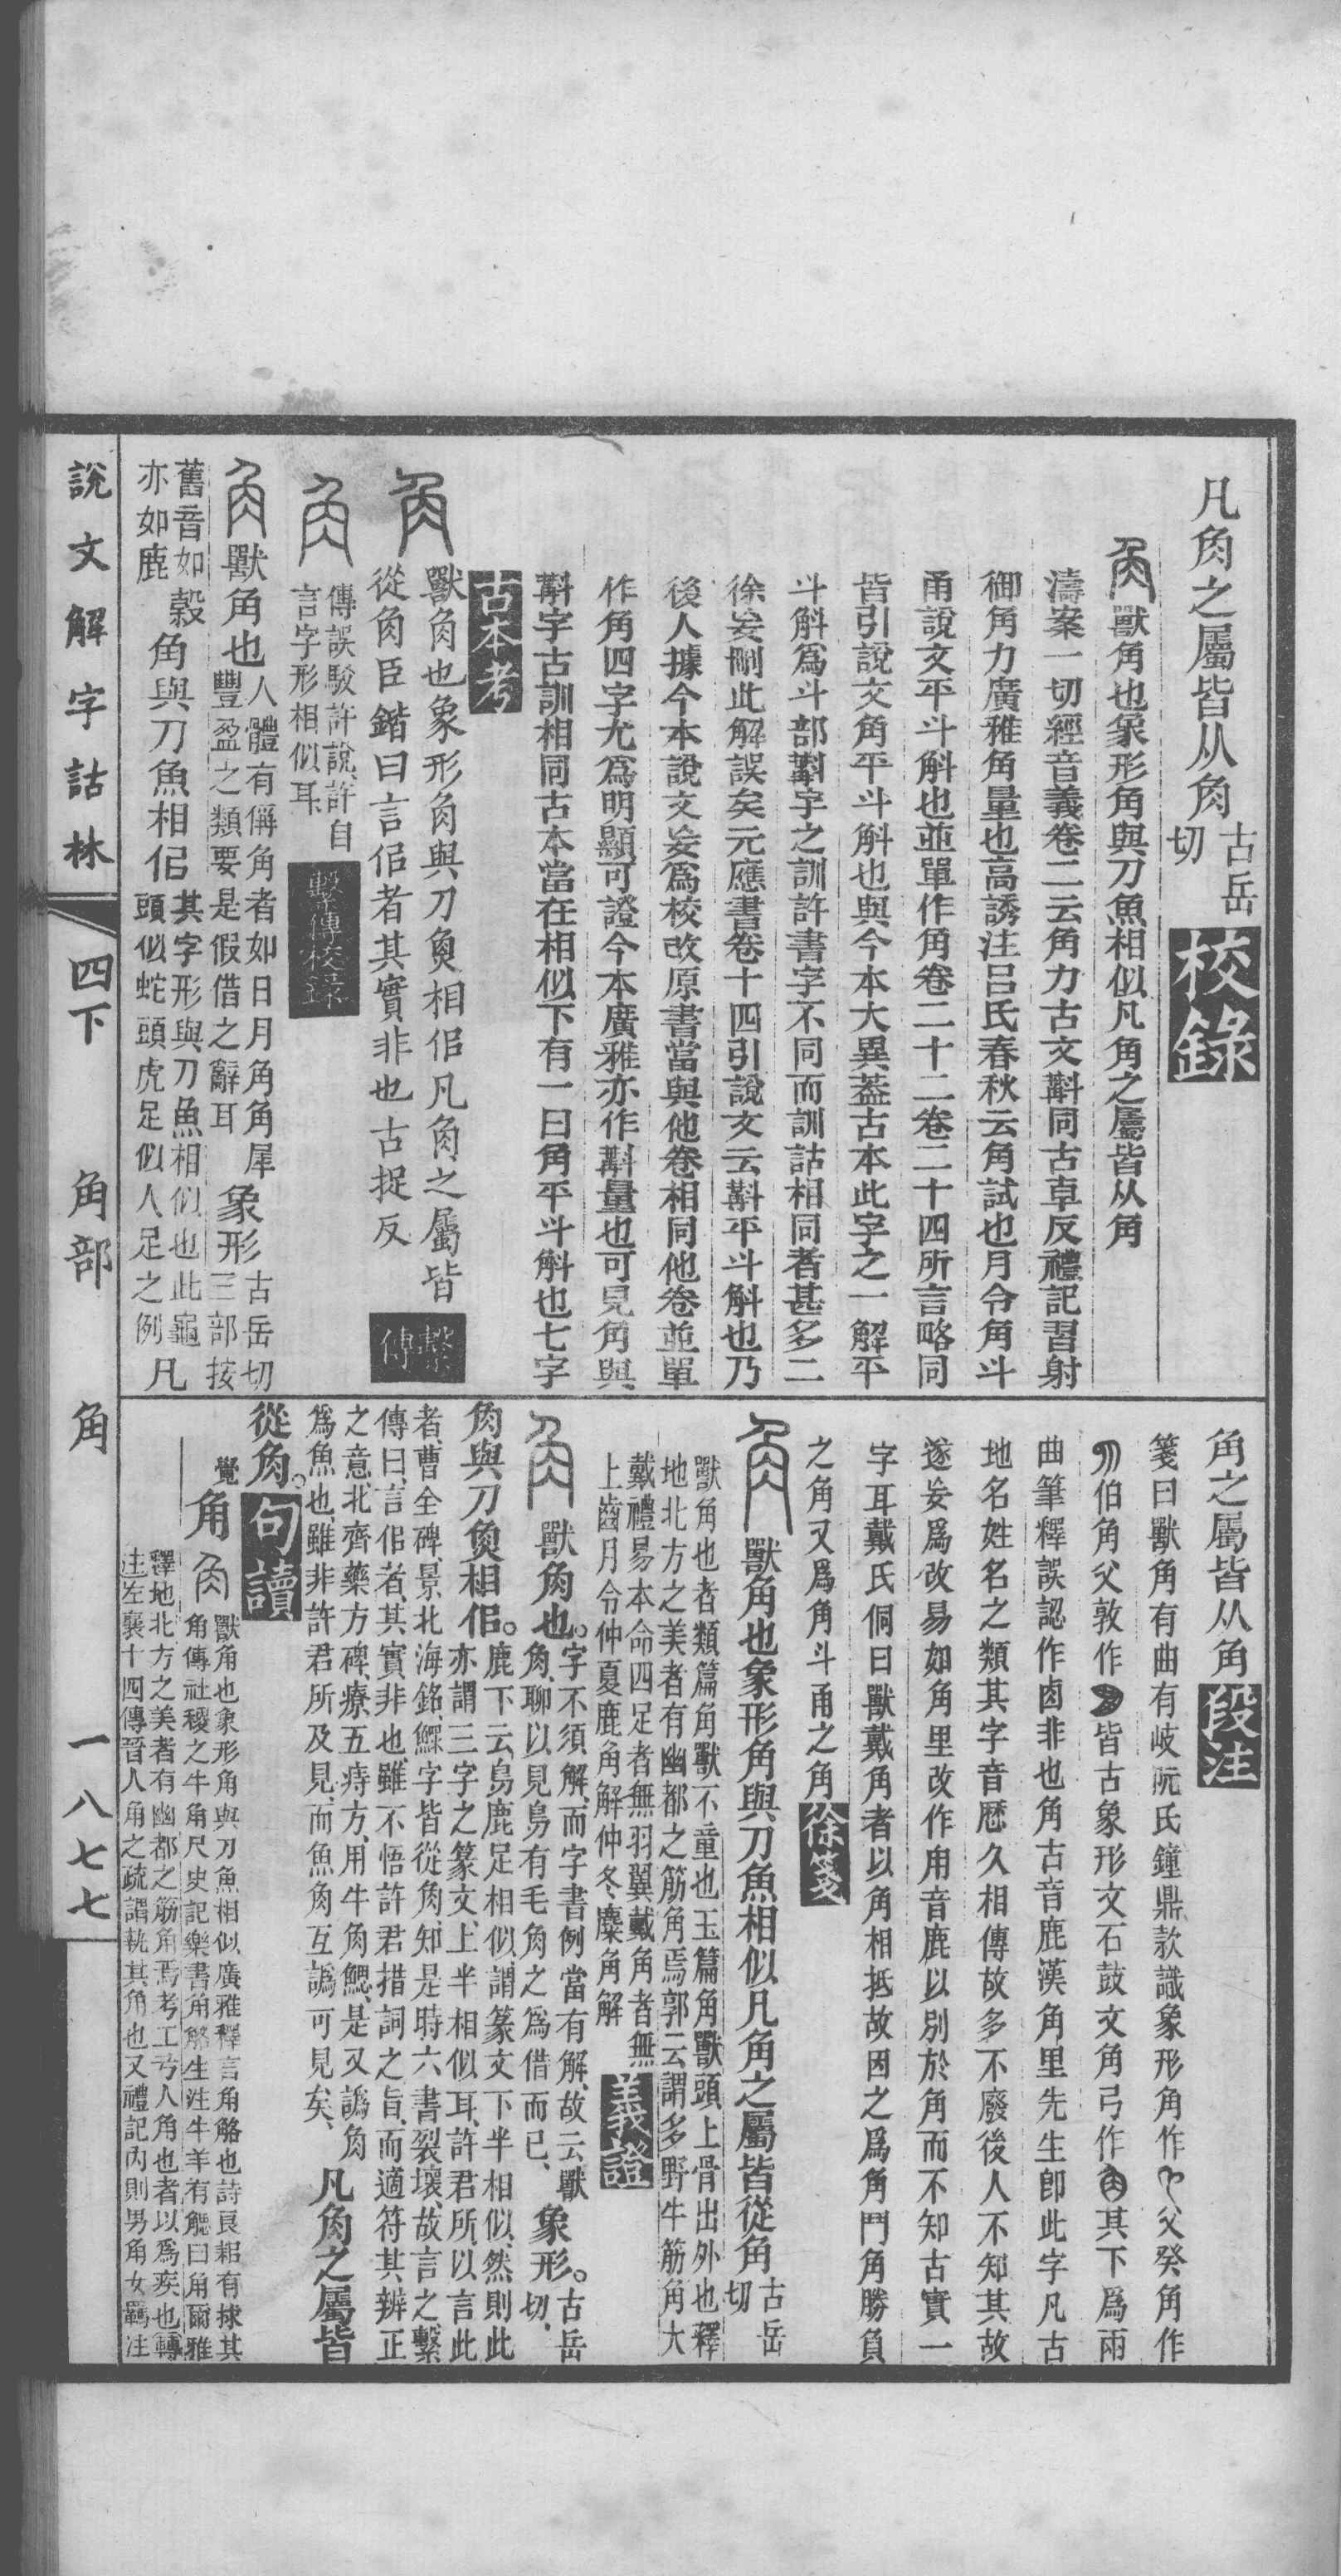 凡角之屬皆从角古岳切校錄
角獸角也象形角與刀魚相似凡角之屬皆从角
濤案一切經音義卷二云角力古文斠同古卓反禮記習射
御角力廣雅角量也高誘注呂氏春秋云角試也月令角斗
甬說文平斗斛也並單作角卷二十二卷二十四所言略同
皆引說文角平斗斛也與今本大異葢古本此字之一解平
斗斛爲斗部斠字之訓許書字不同而訓詁相同者甚多二
徐妄刪此解誤矣元應書卷十四引說文云斠平斗斛也乃
後人據今本說文妄爲校改原書當與他卷相同他卷並單
作角四字尤爲明顯可證今本廣雅亦作斠量也可見角與
斠字古訓相同古本當在相似下有一曰角平斗斛也七字
古本考
角獸角也象形角與刀魚相佀凡角之屬皆
從角臣鍇曰言佀者其實非也古捉反繫傳
角傳誤駮許說許自
言字形相似耳繫傳校錄
角獸角也人體有偁角者如日月角角犀
豐盈之類要是假借之辭耳象形古岳切
三部按
舊音如
亦如鹿穀角與刀魚相佀其字形與刀魚相似也此龜
頭似蛇頭虎足似人足之例凡
角之屬皆从角段注
箋曰獸角有曲有岐阮氏鐘鼎款識象形角作父癸角作
伯角父敦作皆古象形文石鼓文角弓作其下爲兩
曲筆釋誤認作卤非也角古音鹿漢角里先生卽此字凡古
地名姓名之類其字音歷久相傳故多不廢後人不知其故
遂妄爲改易如角里改作甪音鹿以別於角而不知古實一
字耳戴氏侗曰獸戴角者以角相抵故因之爲角鬥角勝負
之角又爲角斗甬之角徐箋
角獸角也象形角與刀魚相似凡角之屬皆從角古岳
切
獸角也者類篇角獸不童也玉篇角獸頭上骨出外也釋
地北方之美者有幽都之筋角焉郭云謂多野牛筋角大
戴禮易本命四足者無羽翼戴角者無
上齒月令仲夏鹿角解仲冬麋角解義證
角獸角也。字不須解、而字書例當有解、故云獸
角、聊以見𠃬有毛角之爲借而已、象形。古岳
切、
角與刀魚相佀。鹿下云、鳥鹿足相似、謂篆文下半相似、然則此
亦謂三字之篆文上半相似耳、許君所以言此
者、曹全碑、景北海銘、鰥字皆從角、知是時六書裂壞、故言之、繫
傳曰、言佀者、其實非也、雖不悟許君措詞之旨、而適符其辨正
之意、北齊藥方碑、療五痔方、用牛角䚡、是又譌角
爲魚也、雖非許君所及見、而魚角互譌可見矣、凡角之屬皆
從角。句讀
角覺角獸角也象形角與刀魚相似廣雅釋言角觡也詩良耜有捄其
角傳社稷之牛角尺史記樂書角觡生注牛羊有䚡曰角爾雅
釋地北方之美者有幽都之筋角焉考工弓人角也者以爲疾也轉
注左襄十四傳晉人角之疏謂執其角也又禮記內則男角女羈注
說文解字詁林 四下 角部 角 一八七七